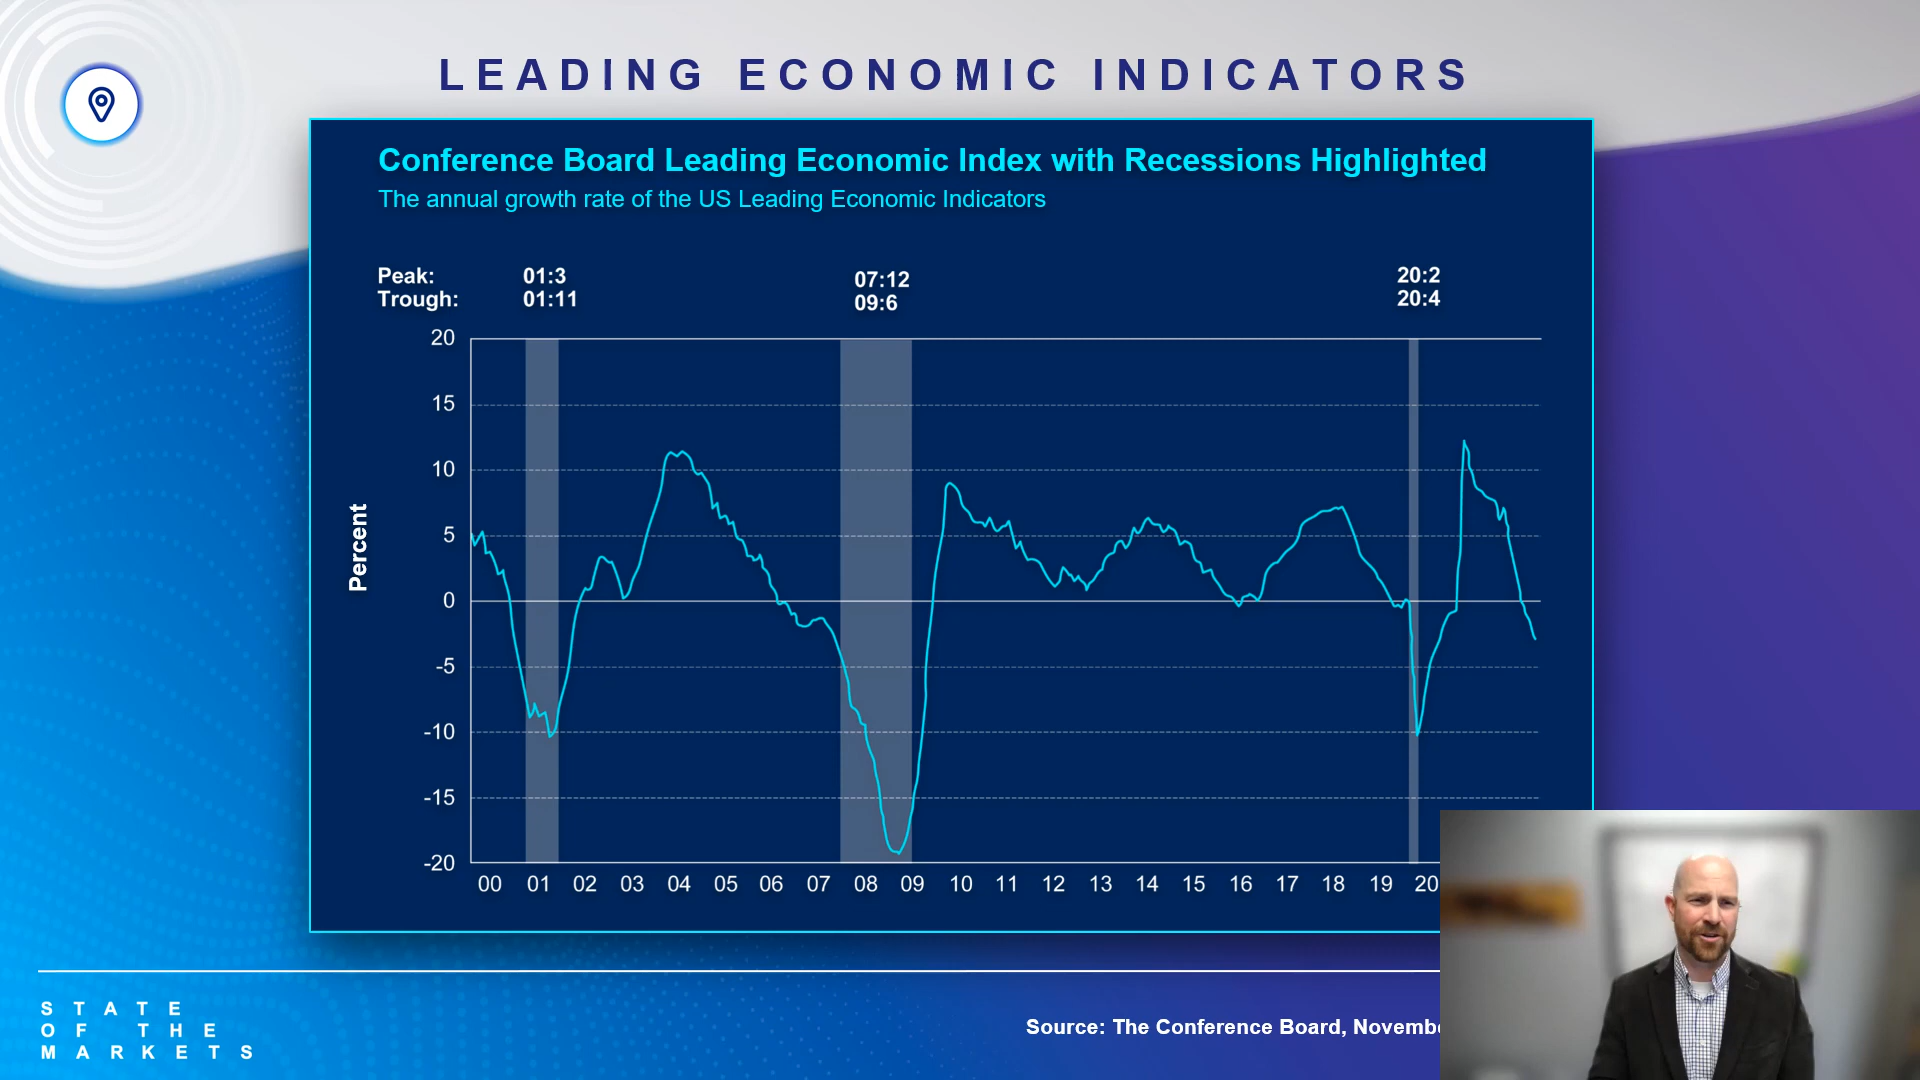 LEADING ECONOMIC INDICATORS
Conference Board Leading Economic Index with Recessions Highlighted
The annual growth rate of the US Leading Economic Indicators
Peak: 01:3 07:12 20:2
Trough: 01:11 09:6 20:4
20
15
10
5
0
-5
-10
-15
-20
Percent
00 01 02 03 04 05 06 07 08 09 10 11 12 13 14 15 16 17 18 19 20
STATE
OF THE
MARKETS
Source: The Conference Board,